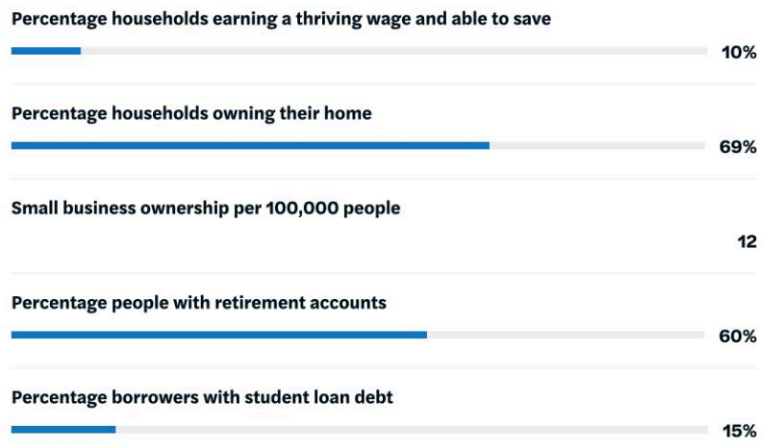 Percentage households earning a thriving wage and able to save
10%
Percentage households owning their home
69%
Small business ownership per 100,000 people
12
Percentage people with retirement accounts
60%
Percentage borrowers with student loan debt
15%